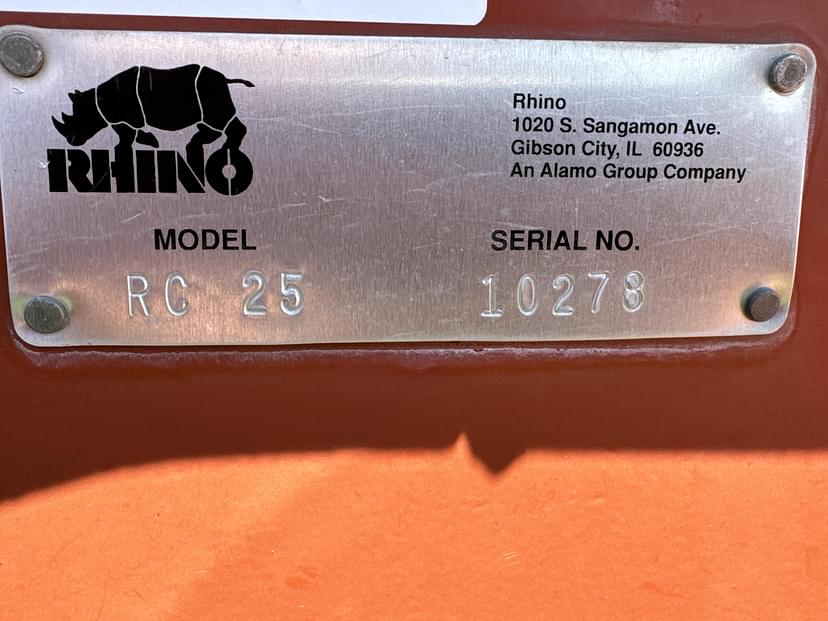 RHINO
Rhino
1020 S. Sangamon Ave.
Gibson City, IL 60936
An Alamo Group Company
MODEL
SERIAL NO.
RC 25
10278